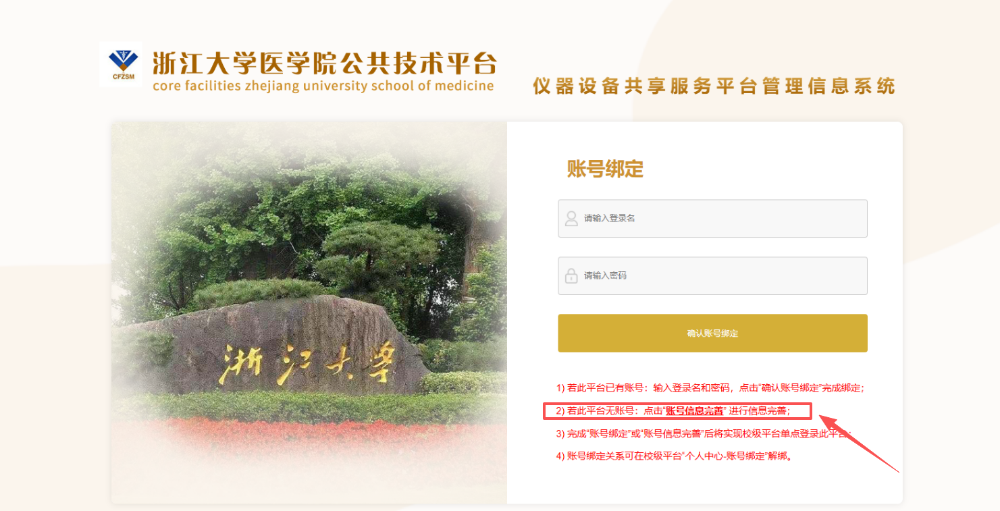 CFZSM
浙江大学医学院公共技术平台
core facilities zhejiang university school of medicine
仪器设备共享服务平台管理信息系统
浙江大学
账号绑定
请输入登录名
请输入密码
确认账号绑定
1) 若此平台已有账号：输入登录名和密码，点击“确认账号绑定”完成绑定；
2) 若此平台无账号：点击“账号信息完善” 进行信息完善；
3) 完成“账号绑定”或“账号信息完善”后将实现校级平台单点登录此平台；
4) 账号绑定关系可在校级平台“个人中心-账号绑定”解绑。